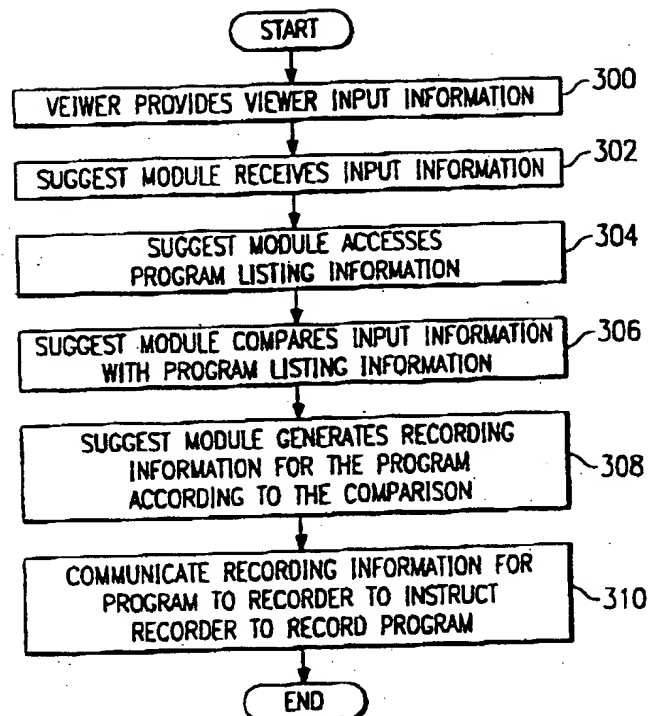 START
VEIWER PROVIDES VIEWER INPUT INFORMATION
300
SUGGEST MODULE RECEIVES INPUT INFORMATION
302
SUGGEST MODULE ACCESSES
PROGRAM LISTING INFORMATION
304
SUGGEST MODULE COMPARES INPUT INFORMATION
WITH PROGRAM LISTING INFORMATION
306
SUGGEST MODULE GENERATES RECORDING
INFORMATION FOR THE PROGRAM
ACCORDING TO THE COMPARISON
308
COMMUNICATE RECORDING INFORMATION FOR
PROGRAM TO RECORDER TO INSTRUCT
RECORDER TO RECORD PROGRAM
310
END